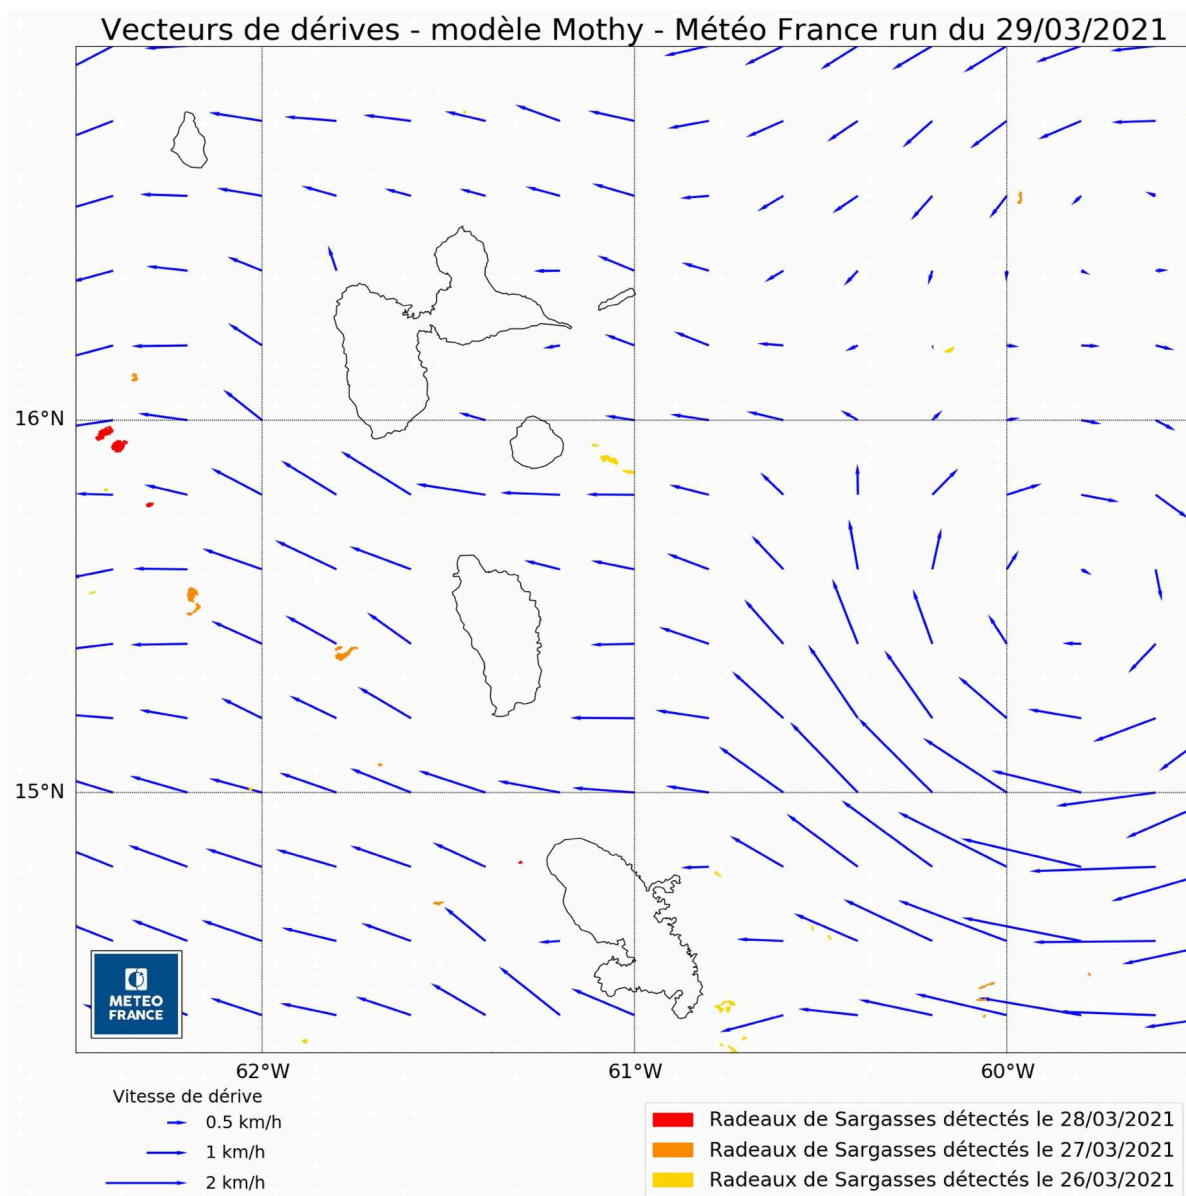 Vecteurs de dérives - modèle Mothy - Météo France run du 29/03/2021
16°N
15°N
METEO
FRANCE
62°W
61°W
60°W
Vitesse de dérive
0.5 km/h
1 km/h
2 km/h
Radeaux de Sargasses détectés le 28/03/2021
Radeaux de Sargasses détectés le 27/03/2021
Radeaux de Sargasses détectés le 26/03/2021